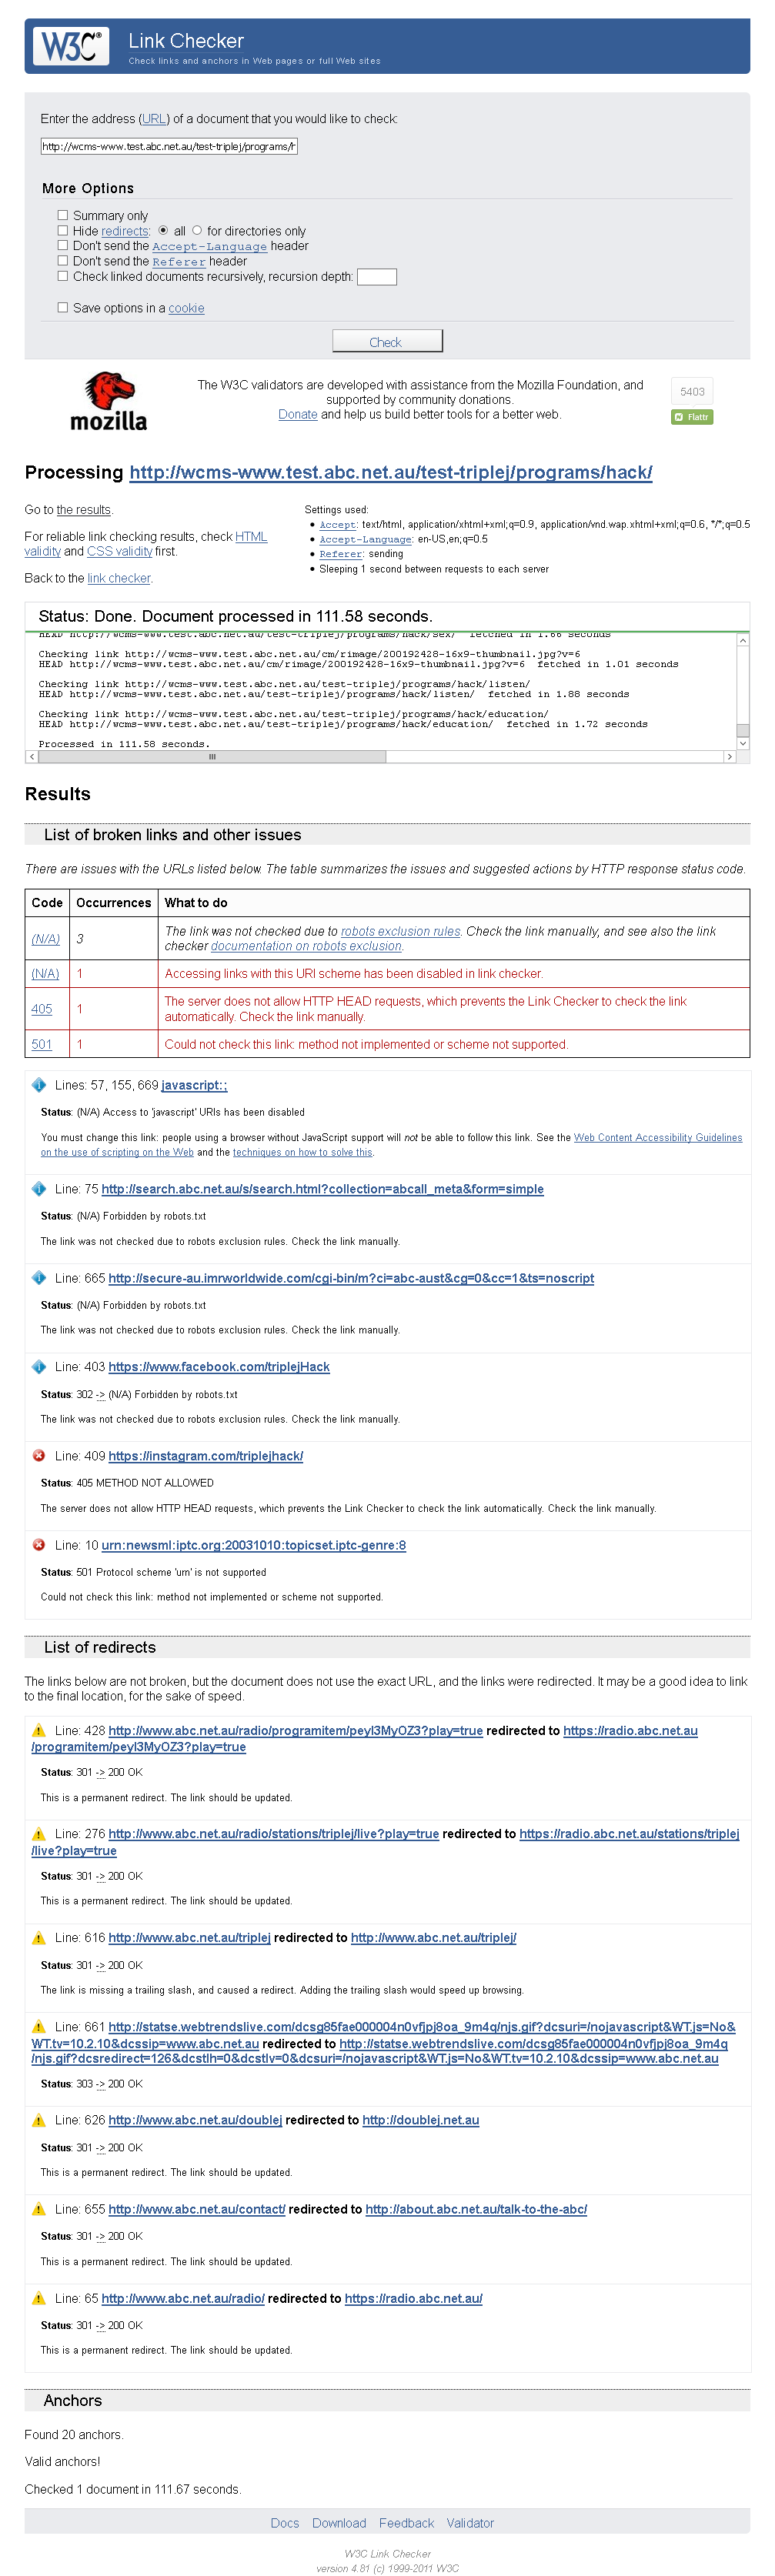 W3C® Link Checker
Check links and anchors in Web pages or full Web sites
Enter the address (URL) of a document that you would like to check:
http://wcms-www.test.abc.net.au/test-triplej/programs/h
More Options
Summary only
Hide redirects: all for directories only
Don't send the Accept-Language header
Don't send the Referer header
Check linked documents recursively, recursion depth:
Save options in a cookie
Check
mozilla
The W3C validators are developed with assistance from the Mozilla Foundation, and
supported by community donations.
Donate and help us build better tools for a better web.
5403
Flattr
Processing http://wcms-www.test.abc.net.au/test-triplej/programs/hack/
Go to the results.
For reliable link checking results, check HTML
validity and CSS validity first.
Back to the link checker.
Settings used:
Accept: text/html, application/xhtml+xml;q=0.9, application/vnd.wap.xhtml+xml;q=0.6, */*;q=0.5
Accept-Language: en-US,en;q=0.5
Referer: sending
Sleeping 1 second between requests to each server
Status: Done. Document processed in 111.58 seconds.
HEAD http://wcms-www.test.abc.net.au/test-triplej/programs/hack/sex/ fetched in 1.66 seconds
Checking link http://wcms-www.test.abc.net.au/cm/rimage/200192428-16x9-thumbnail.jpg?v=6
HEAD http://wcms-www.test.abc.net.au/cm/rimage/200192428-16x9-thumbnail.jpg?v=6 fetched in 1.01 seconds
Checking link http://wcms-www.test.abc.net.au/test-triplej/programs/hack/listen/
HEAD http://wcms-www.test.abc.net.au/test-triplej/programs/hack/listen/ fetched in 1.88 seconds
Checking link http://wcms-www.test.abc.net.au/test-triplej/programs/hack/education/
HEAD http://wcms-www.test.abc.net.au/test-triplej/programs/hack/education/ fetched in 1.72 seconds
Processed in 111.58 seconds.
Results
List of broken links and other issues
There are issues with the URLs listed below. The table summarizes the issues and suggested actions by HTTP response status code.
Code Occurrences What to do
(N/A) 3 The link was not checked due to robots exclusion rules. Check the link manually, and see also the link
checker documentation on robots exclusion.
(N/A) 1 Accessing links with this URI scheme has been disabled in link checker.
405 1 The server does not allow HTTP HEAD requests, which prevents the Link Checker to check the link
automatically. Check the link manually.
501 1 Could not check this link: method not implemented or scheme not supported.
Lines: 57, 155, 669 javascript:;
Status: (N/A) Access to 'javascript' URIs has been disabled
You must change this link: people using a browser without JavaScript support will not be able to follow this link. See the Web Content Accessibility Guidelines
on the use of scripting on the Web and the techniques on how to solve this.
Line: 75 http://search.abc.net.au/s/search.html?collection=abcall_meta&form=simple
Status: (N/A) Forbidden by robots.txt
The link was not checked due to robots exclusion rules. Check the link manually.
Line: 665 http://secure-au.imrworldwide.com/cgi-bin/m?ci=abc-aust&cg=0&cc=1&ts=noscript
Status: (N/A) Forbidden by robots.txt
The link was not checked due to robots exclusion rules. Check the link manually.
Line: 403 https://www.facebook.com/triplejHack
Status: 302 -> (N/A) Forbidden by robots.txt
The link was not checked due to robots exclusion rules. Check the link manually.
Line: 409 https://instagram.com/triplejhack/
Status: 405 METHOD NOT ALLOWED
The server does not allow HTTP HEAD requests, which prevents the Link Checker to check the link automatically. Check the link manually.
Line: 10 urn:newsml:iptc.org:20031010:topicset.iptc-genre:8
Status: 501 Protocol scheme 'urn' is not supported
Could not check this link: method not implemented or scheme not supported.
List of redirects
The links below are not broken, but the document does not use the exact URL, and the links were redirected. It may be a good idea to link
to the final location, for the sake of speed.
Line: 428 http://www.abc.net.au/radio/programitem/peyl3MyOZ3?play=true redirected to https://radio.abc.net.au
/programitem/peyl3MyOZ3?play=true
Status: 301 -> 200 OK
This is a permanent redirect. The link should be updated.
Line: 276 http://www.abc.net.au/radio/stations/triplej/live?play=true redirected to https://radio.abc.net.au/stations/triplej
/live?play=true
Status: 301 -> 200 OK
This is a permanent redirect. The link should be updated.
Line: 616 http://www.abc.net.au/triplej redirected to http://www.abc.net.au/triplej/
Status: 301 -> 200 OK
The link is missing a trailing slash, and caused a redirect. Adding the trailing slash would speed up browsing.
Line: 661 http://statse.webtrendslive.com/dcsg85fae000004n0vfjpj8oa_9m4q/njs.gif?dcsuri=/nojavascript&WT.js=No&
WT.tv=10.2.10&dcssip=www.abc.net.au redirected to http://statse.webtrendslive.com/dcsg85fae000004n0vfjpj8oa_9m4q
/njs.gif?dcsredirect=126&dcstlh=0&dcstlv=0&dcsuri=/nojavascript&WT.js=No&WT.tv=10.2.10&dcssip=www.abc.net.au
Status: 303 -> 200 OK
Line: 626 http://www.abc.net.au/doublej redirected to http://doublej.net.au
Status: 301 -> 200 OK
This is a permanent redirect. The link should be updated.
Line: 655 http://www.abc.net.au/contact/ redirected to http://about.abc.net.au/talk-to-the-abc/
Status: 301 -> 200 OK
This is a permanent redirect. The link should be updated.
Line: 65 http://www.abc.net.au/radio/ redirected to https://radio.abc.net.au/
Status: 301 -> 200 OK
This is a permanent redirect. The link should be updated.
Anchors
Found 20 anchors.
Valid anchors!
Checked 1 document in 111.67 seconds.
Docs Download Feedback Validator
W3C Link Checker
version 4.81 (c) 1999-2011 W3C